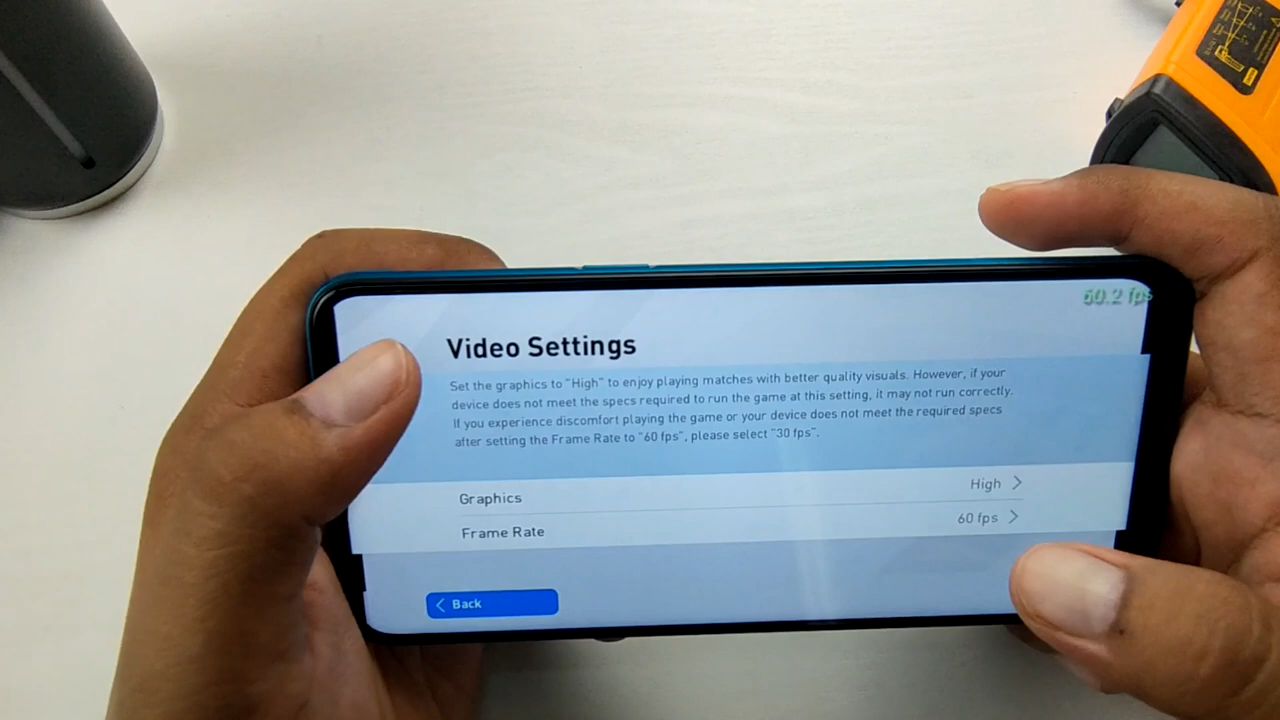 60.2 fps
Video Settings
Set the graphics to "High" to enjoy playing matches with better quality visuals. However, if your
device does not meet the specs required to run the game at this setting, it may not run correctly.
If you experience discomfort playing the game or your device does not meet the required specs
after setting the Frame Rate to "60 fps", please select "30 fps".
Graphics High
Frame Rate 60 fps
Back